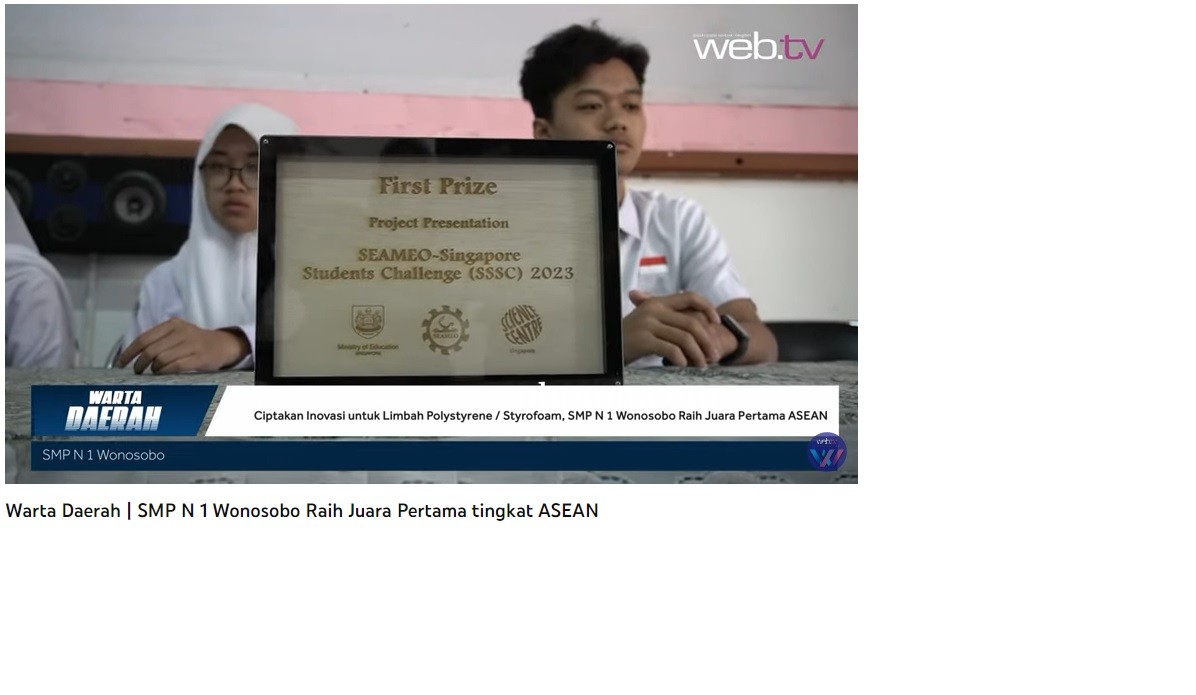 web.tv
First Prize
Project Presentation
SEAMEO-Singapore
Students Challenge (SSSC) 2023
Ministry of Education
SINGAPORE
SEAMEO
SCIENCE
CENTRE
Singapore
WARTA
DAERAH
Ciptakan Inovasi untuk Limbah Polystyrene / Styrofoam, SMP N 1 Wonosobo Raih Juara Pertama ASEAN
SMP N 1 Wonosobo
web.tv
Warta Daerah | SMP N 1 Wonosobo Raih Juara Pertama tingkat ASEAN